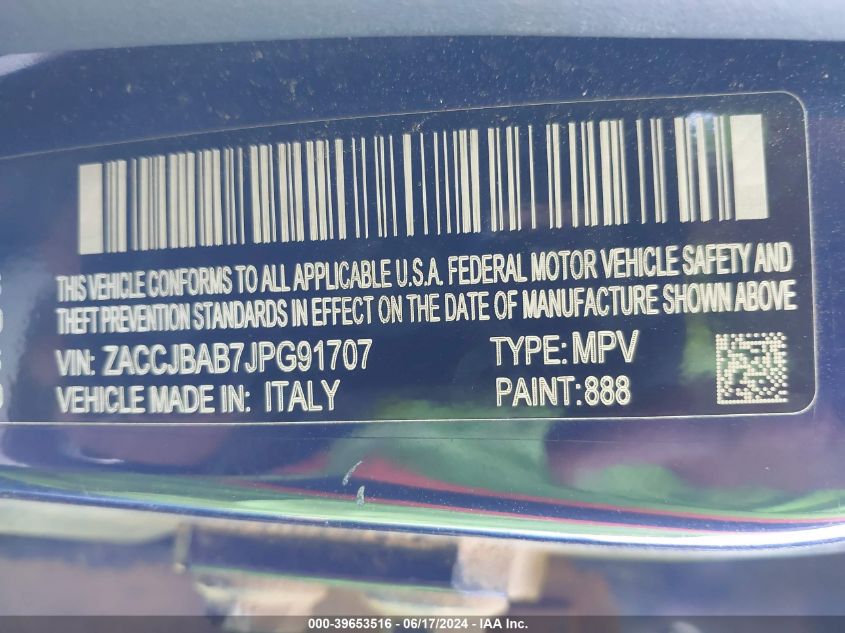 THIS VEHICLE CONFORMS TO ALL APPLICABLE U.S.A. FEDERAL MOTOR VEHICLE SAFETY AND
THEFT PREVENTION STANDARDS IN EFFECT ON THE DATE OF MANUFACTURE SHOWN ABOVE
VIN: ZACCJBAB7JPG91707 TYPE: MPV
VEHICLE MADE IN: ITALY PAINT:888
000-39653516 - 06/17/2024 - IAA Inc.